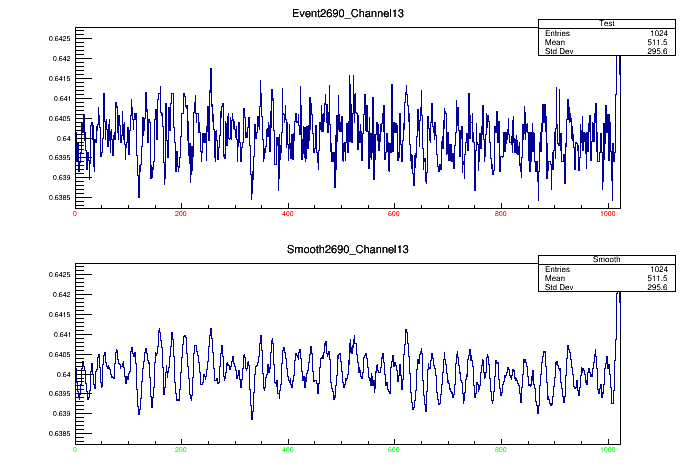 Event2690_Channel13
Test
Entries 1024
Mean 511.5
Std Dev 295.6
0.6425
0.642
0.6415
0.641
0.6405
0.64
0.6395
0.639
0.6385
0 200 400 600 800 1000
Smooth2690_Channel13
Smooth
Entries 1024
Mean 511.5
Std Dev 295.6
0.6425
0.642
0.6415
0.641
0.6405
0.64
0.6395
0.639
0.6385
0 200 400 600 800 1000